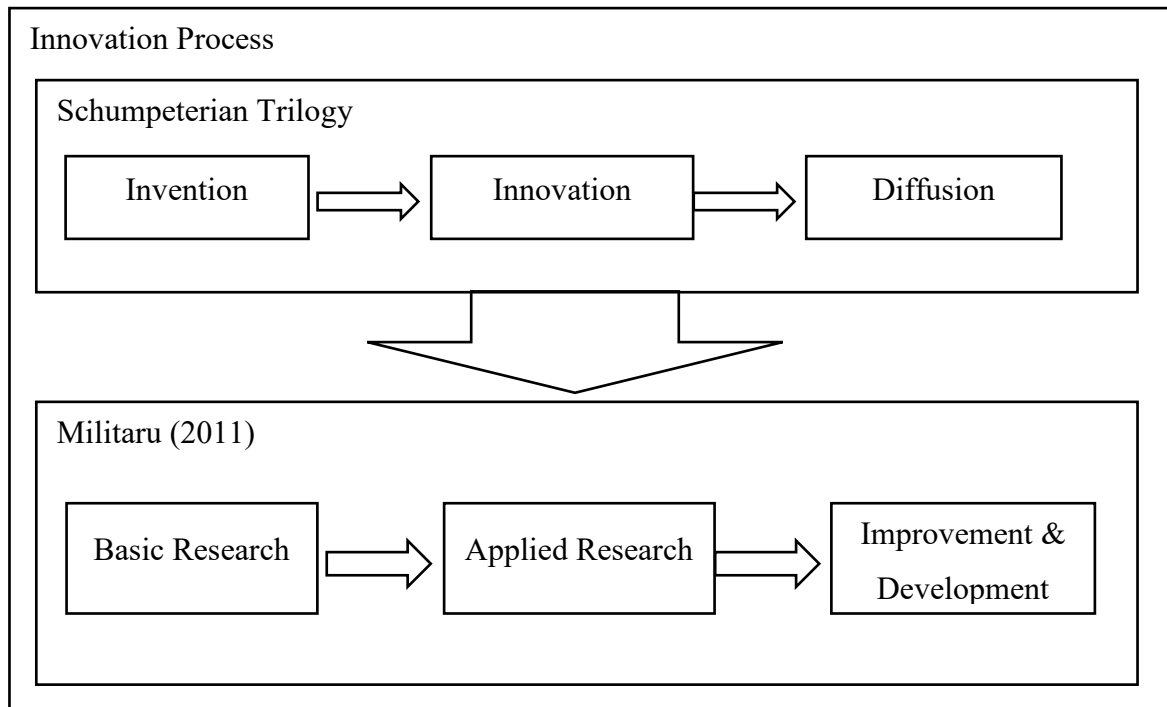 Innovation Process
Schumpeterian Trilogy
Invention
Innovation
Diffusion
Militaru (2011)
Basic Research
Applied Research
Improvement &
Development